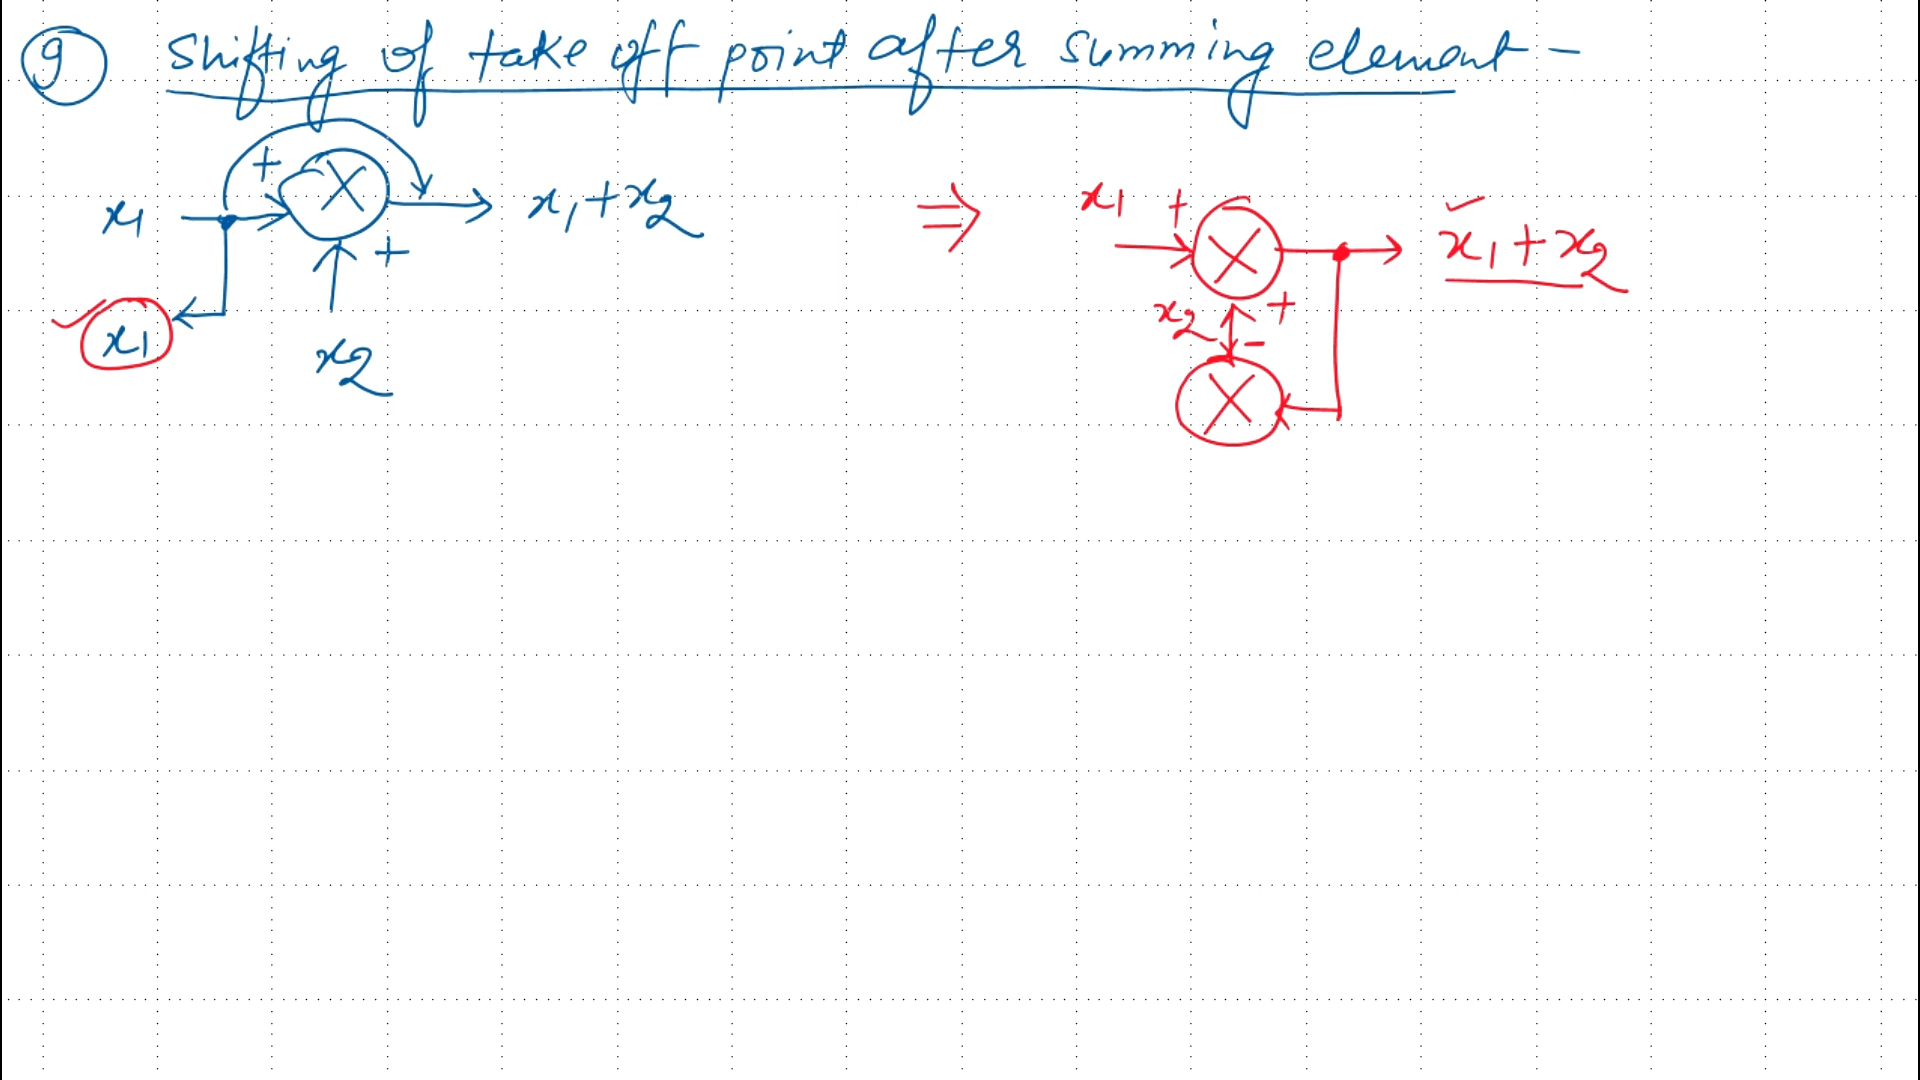 9 Shifting of take off point after summing element -
x1 + x1+x2 ⇒ x1 + x1+x2
+
x1 x2
x2 +
-